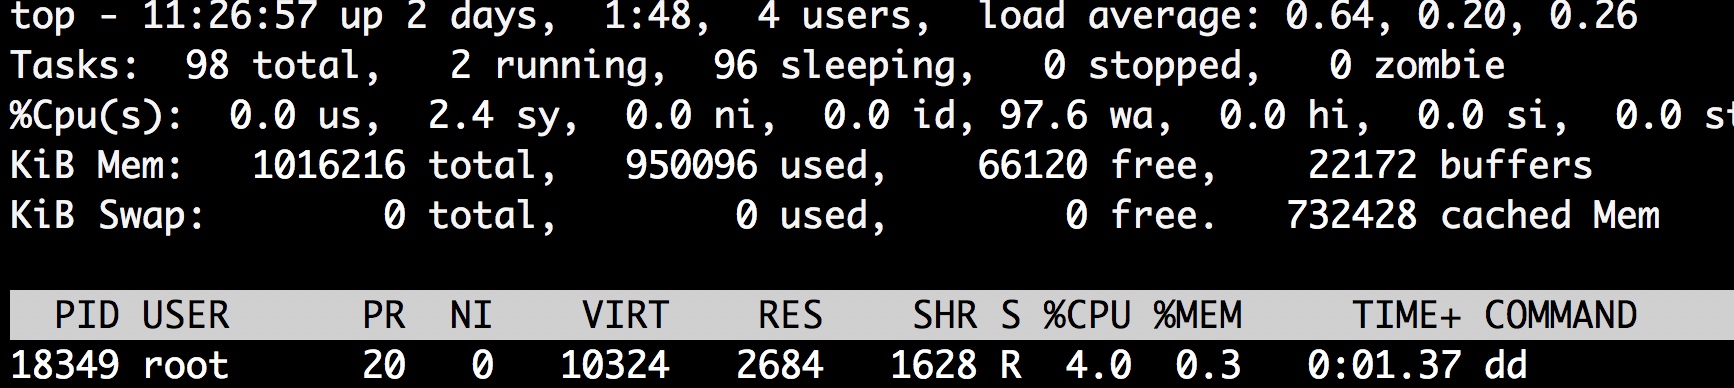 top - 11:26:57 up 2 days,  1:48,  4 users,  load average: 0.64, 0.20, 0.26
Tasks:  98 total,   2 running,  96 sleeping,   0 stopped,   0 zombie
%Cpu(s):  0.0 us,  2.4 sy,  0.0 ni,  0.0 id, 97.6 wa,  0.0 hi,  0.0 si,  0.0 st
KiB Mem:   1016216 total,   950096 used,    66120 free,    22172 buffers
KiB Swap:        0 total,        0 used,        0 free.   732428 cached Mem
PID USER      PR  NI    VIRT    RES    SHR S %CPU %MEM     TIME+ COMMAND
18349 root      20   0   10324   2684   1628 R  4.0  0.3   0:01.37 dd